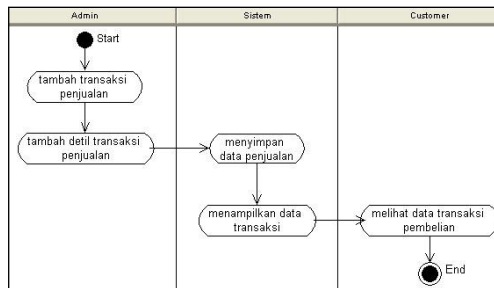 Admin
Sistem
Customer
Start
tambah transaksi
penjualan
tambah detil transaksi
penjualan
menyimpan
data penjualan
menampilkan data
transaksi
melihat data transaksi
pembelian
End